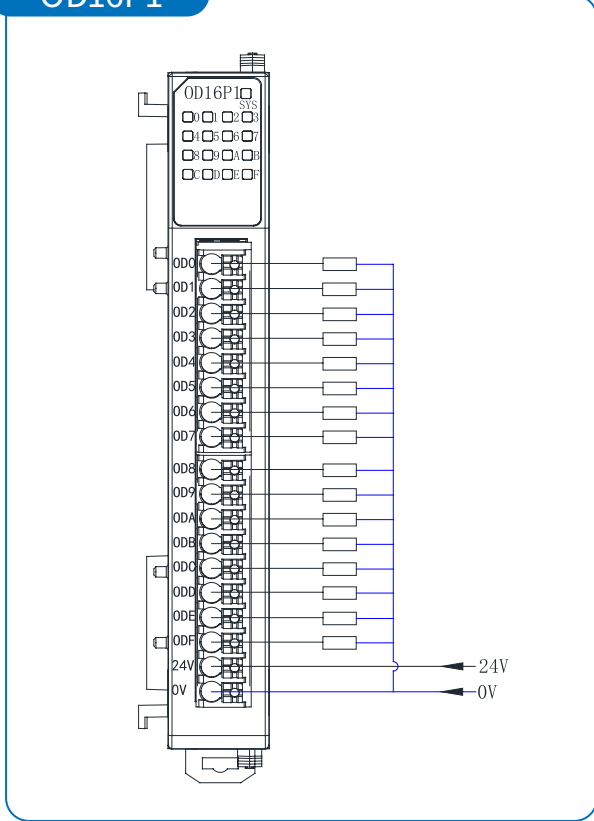 OD16P1
OD16P1
SYS
0 1 2 3
4 5 6 7
8 9 A B
C D E F
OD0
OD1
OD2
OD3
OD4
OD5
OD6
OD7
OD8
OD9
ODA
ODB
ODC
ODD
ODE
ODF
24V 24V
0V 0V